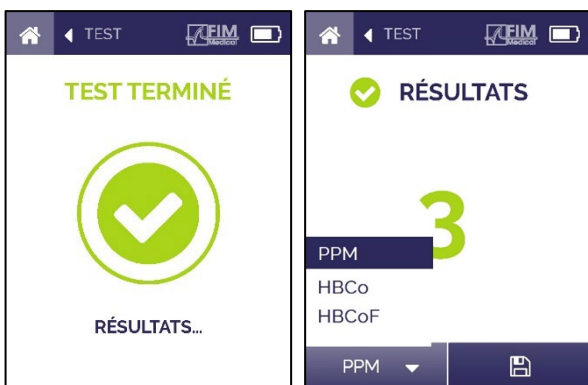 TEST
FIM
Medical
TEST TERMINÉ
RÉSULTATS...
TEST
FIM
Medical
RÉSULTATS
3
PPM
HBCo
HBCoF
PPM